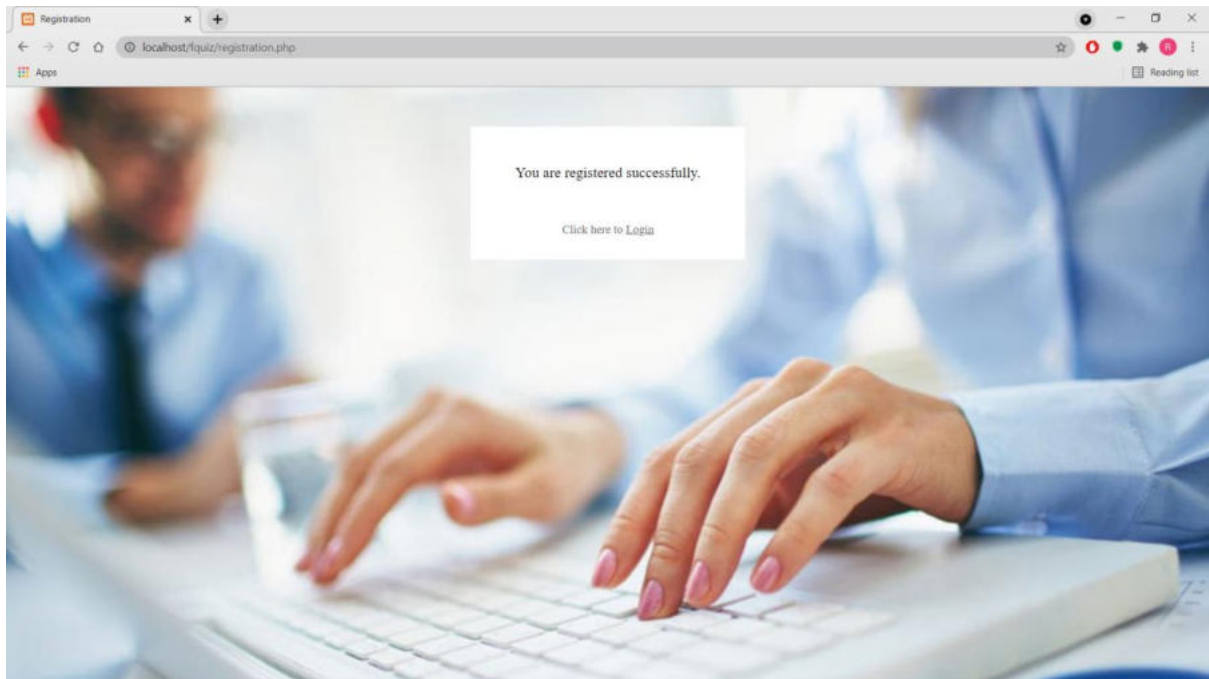 Registration
localhost/fquiz/registration.php
Apps
Reading list
You are registered successfully.
Click here to Login